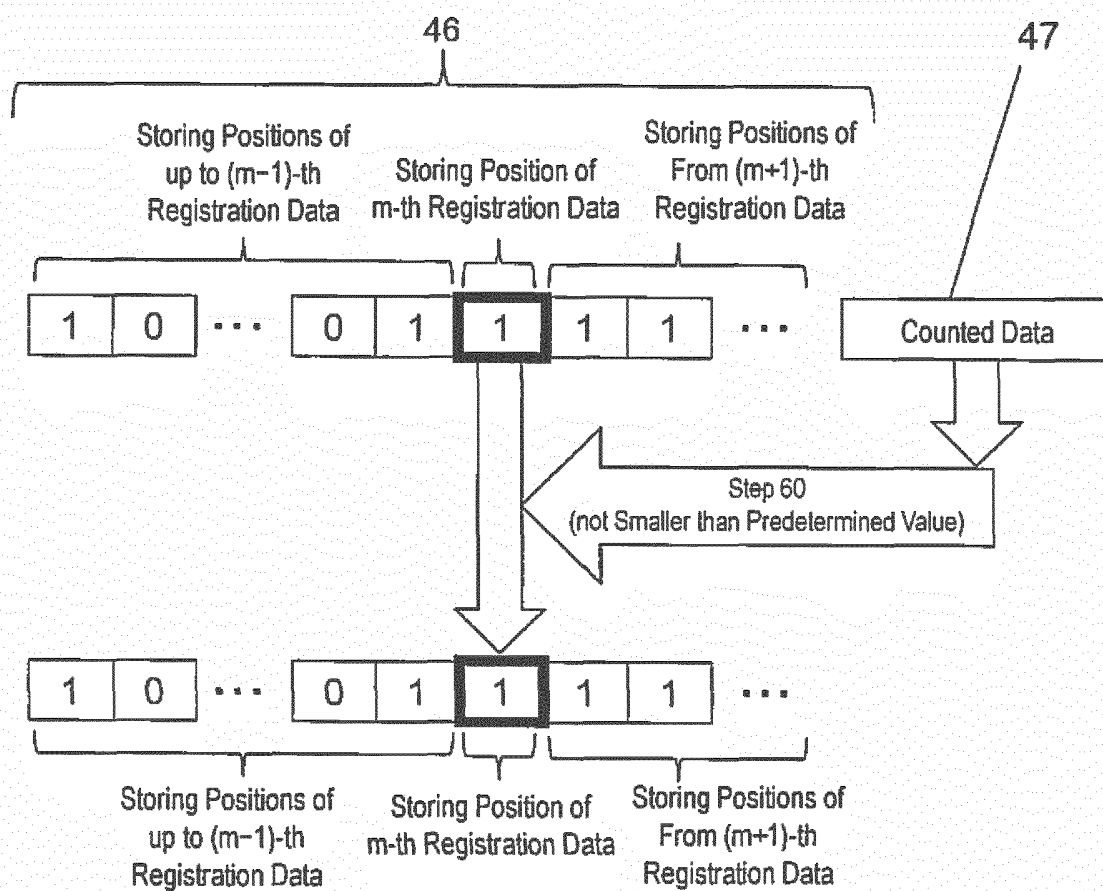 46
47
Storing Positions of
up to (m−1)-th
Registration Data
Storing Position of
m-th Registration Data
Storing Positions of
From (m+1)-th
Registration Data
1 0 ··· 0 1 1 1 1 ···
Counted Data
Step 60
(not Smaller than Predetermined Value)
1 0 ··· 0 1 1 1 1 ···
Storing Positions of
up to (m−1)-th
Registration Data
Storing Position of
m-th Registration Data
Storing Positions of
From (m+1)-th
Registration Data